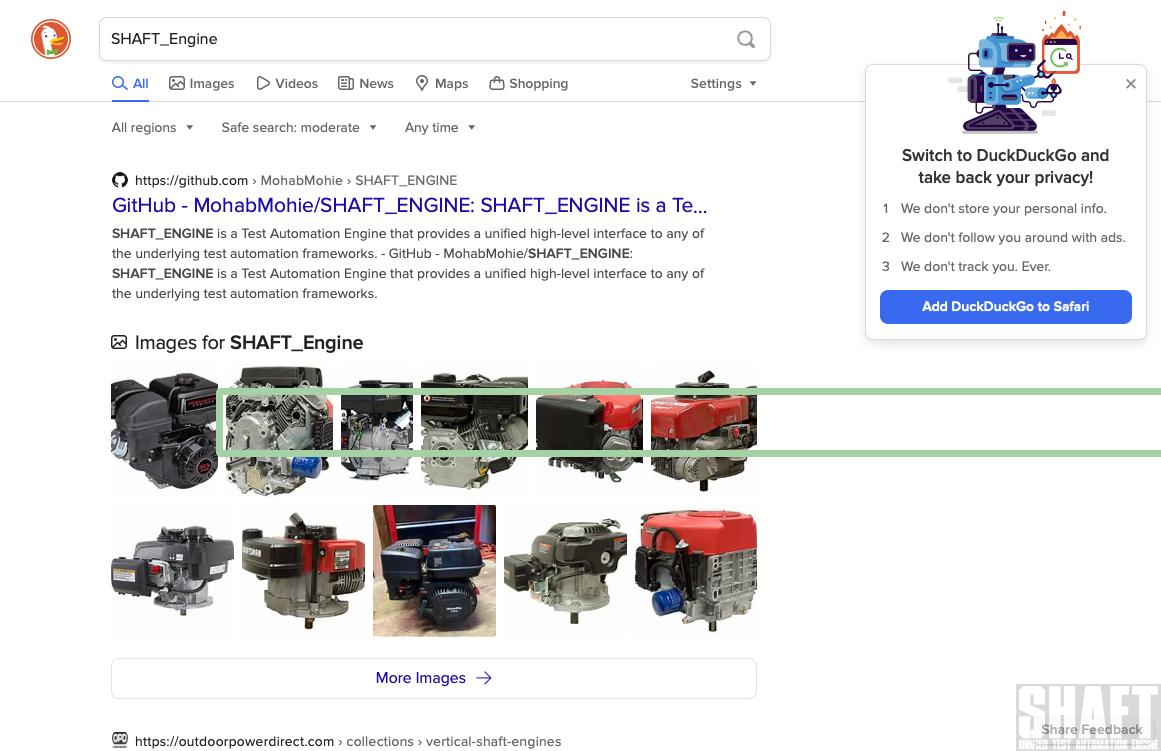 SHAFT_Engine
All
Images
Videos
News
Maps
Shopping
Settings
All regions
Safe search: moderate
Any time
https://github.com › MohabMohie › SHAFT_ENGINE
GitHub - MohabMohie/SHAFT_ENGINE: SHAFT_ENGINE is a Te...
SHAFT_ENGINE is a Test Automation Engine that provides a unified high-level interface to any of
the underlying test automation frameworks. - GitHub - MohabMohie/SHAFT_ENGINE:
SHAFT_ENGINE is a Test Automation Engine that provides a unified high-level interface to any of
the underlying test automation frameworks.
Switch to DuckDuckGo and
take back your privacy!
1 We don't store your personal info.
2 We don't follow you around with ads.
3 We don't track you. Ever.
Add DuckDuckGo to Safari
Images for SHAFT_Engine
More Images
https://outdoorpowerdirect.com › collections › vertical-shaft-engines
SHAFT
Share Feedback